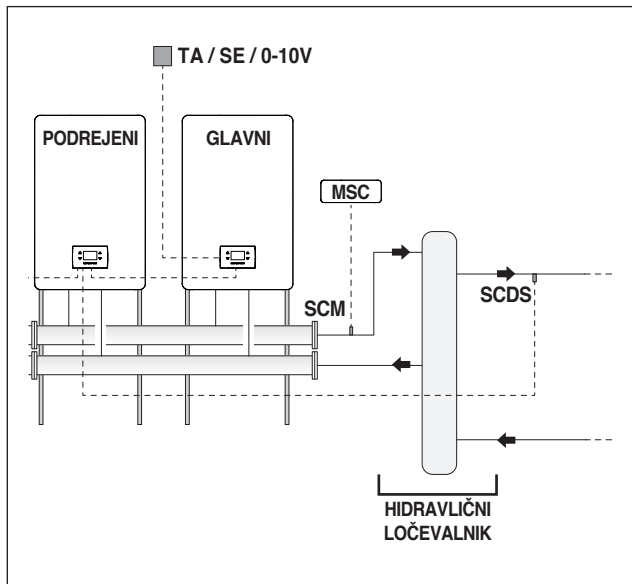 TA / SE / 0-10V
PODREJENI
GLAVNI
MSC
SCM
SCDS
HIDRAVLIČNI
LOČEVALNIK